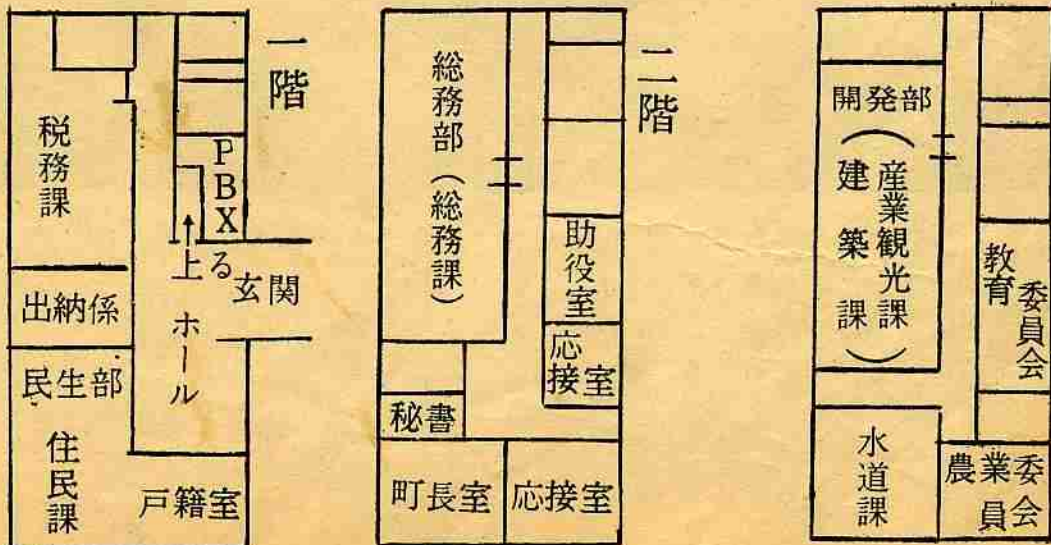 一階
税務課
PBX
上る
玄関
ホール
出納係
民生部
住民課
戸籍室
二階
総務部（総務課）
助役室
応接室
秘書
町長室
応接室
開発部
（産業観光課
建築課）
教育
委員会
水道課
農業委
員会